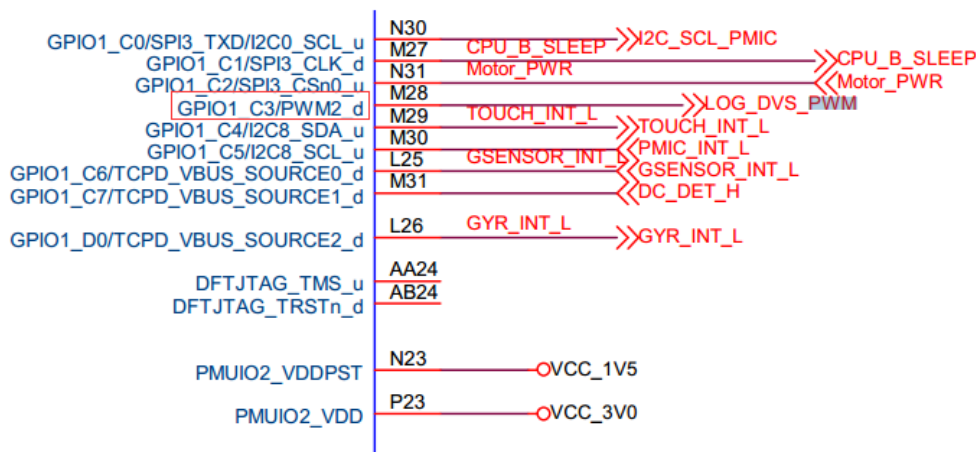 GPIO1_C0/SPI3_TXD/I2C0_SCL_u N30 I2C_SCL_PMIC
GPIO1_C1/SPI3_CLK_d M27 CPU_B_SLEEP CPU_B_SLEEP
GPIO1_C2/SPI3_CSn0_u N31 Motor_PWR Motor_PWR
GPIO1_C3/PWM2_d M28 LOG_DVS_PWM
GPIO1_C4/I2C8_SDA_u M29 TOUCH_INT_L TOUCH_INT_L
GPIO1_C5/I2C8_SCL_u M30 PMIC_INT_L
GPIO1_C6/TCPD_VBUS_SOURCE0_d L25 GSENSOR_INT_L GSENSOR_INT_L
GPIO1_C7/TCPD_VBUS_SOURCE1_d M31 DC_DET_H
GPIO1_D0/TCPD_VBUS_SOURCE2_d L26 GYR_INT_L GYR_INT_L
DFTJTAG_TMS_u AA24
DFTJTAG_TRSTn_d AB24
PMUIO2_VDDPST N23 VCC_1V5
PMUIO2_VDD P23 VCC_3V0